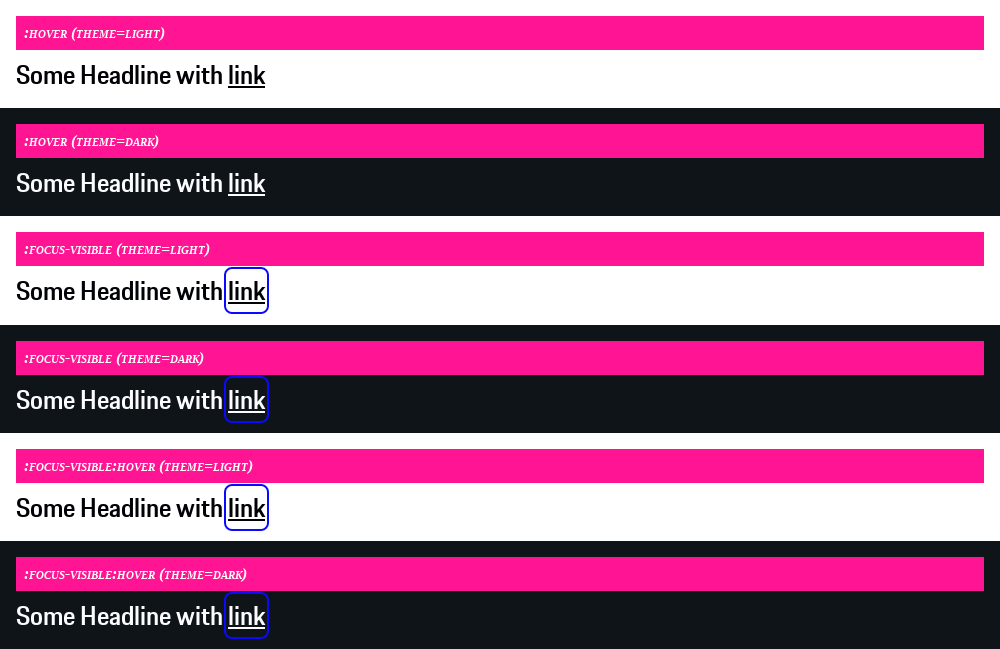 :hover (theme=light)
Some Headline with link
:hover (theme=dark)
Some Headline with link
:focus-visible (theme=light)
Some Headline with link
:focus-visible (theme=dark)
Some Headline with link
:focus-visible:hover (theme=light)
Some Headline with link
:focus-visible:hover (theme=dark)
Some Headline with link